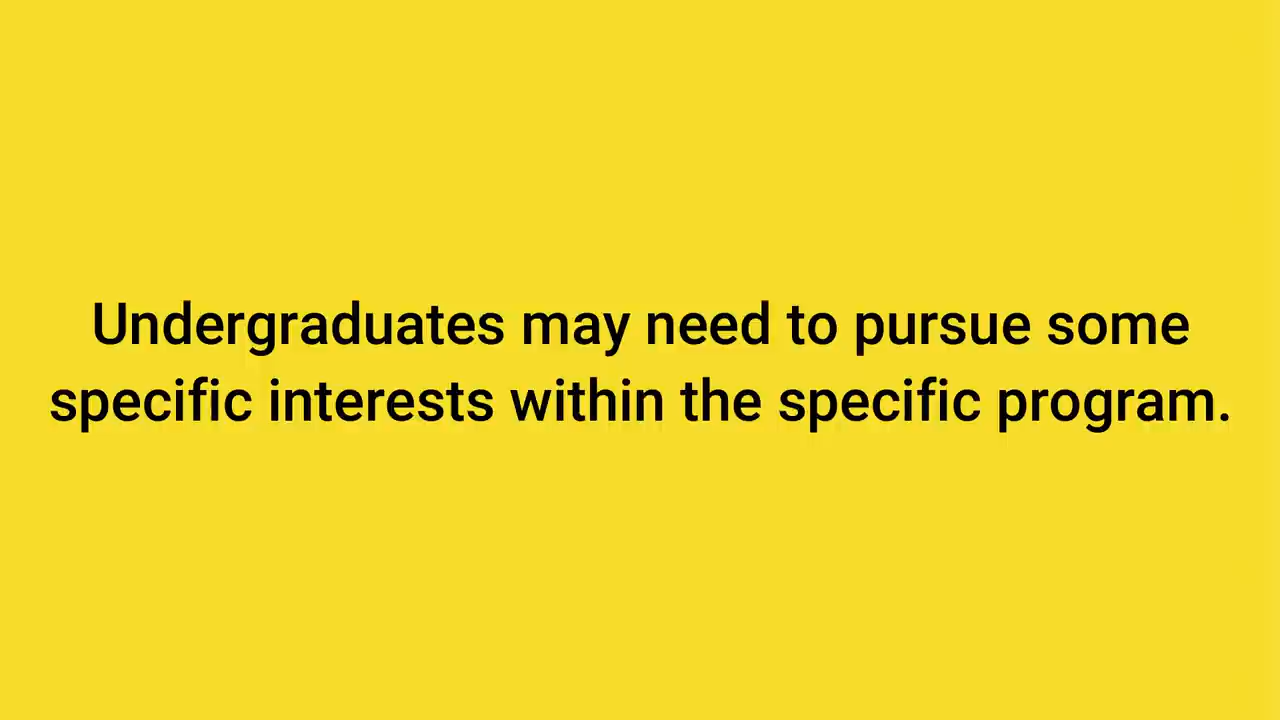 Undergraduates may need to pursue some
specific interests within the specific program.